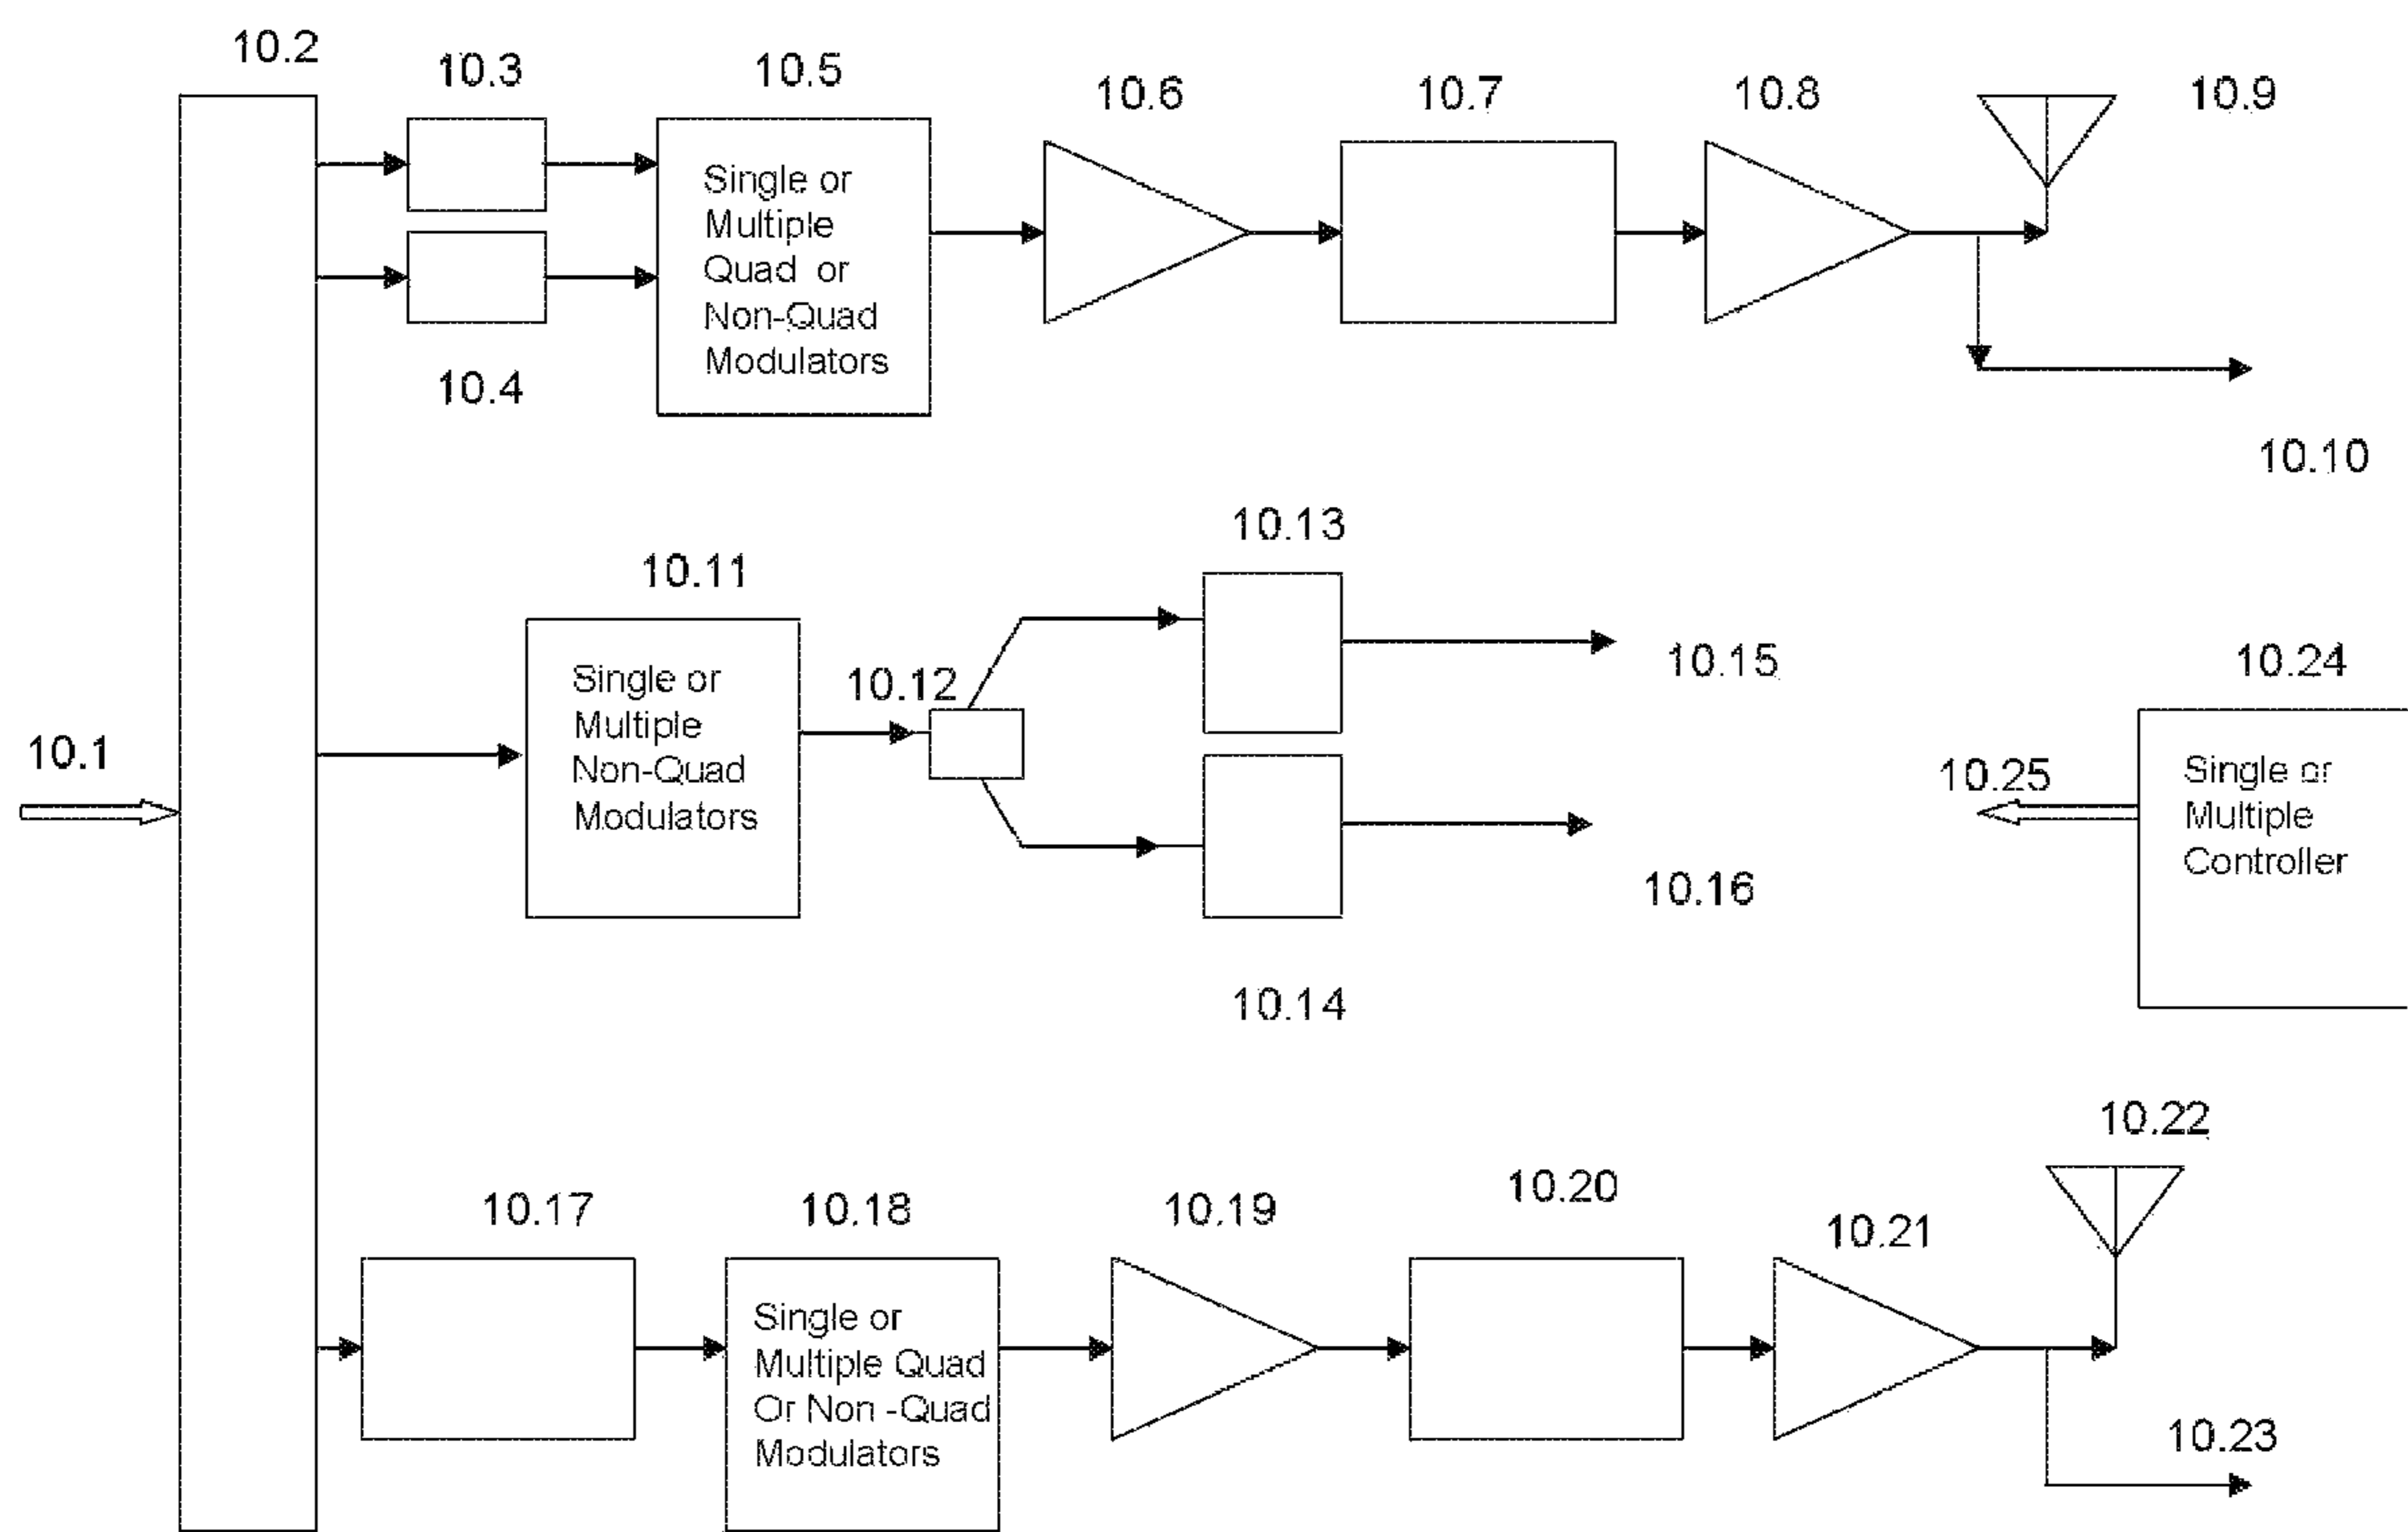 10.2
10.3
10.5
10.6
10.7
10.8
10.9
Single or
Multiple
Quad or
Non-Quad
Modulators
10.4
10.10
10.13
10.11
Single or
Multiple
Non-Quad
Modulators
10.12
10.15
10.24
10.1
10.25
Single or
Multiple
Controller
10.16
10.14
10.22
10.17
10.18
10.19
10.20
10.21
Single or
Multiple Quad
Or Non -Quad
Modulators
10.23